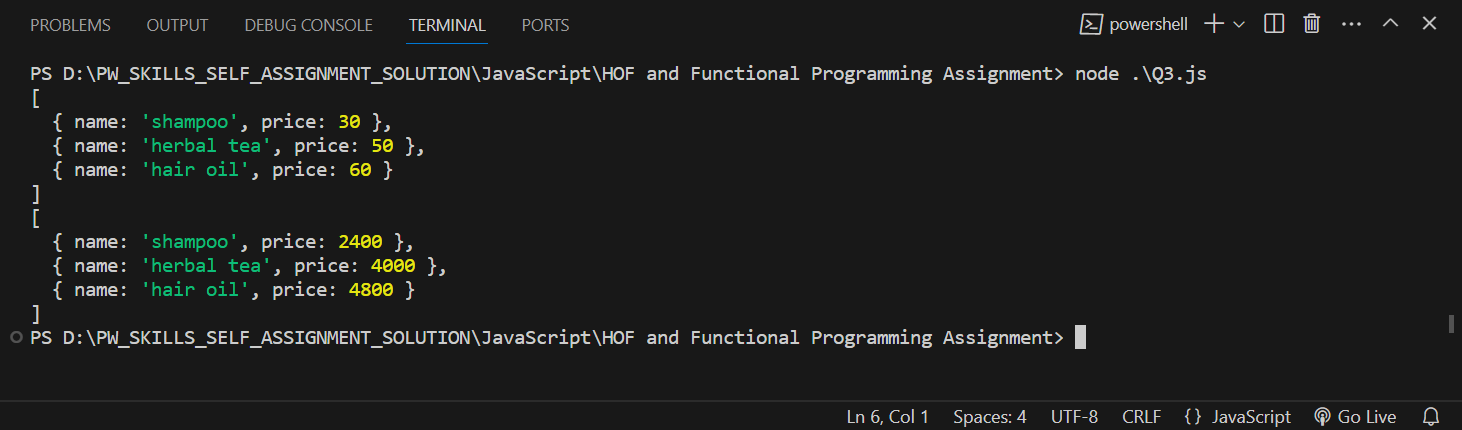 PROBLEMS OUTPUT DEBUG CONSOLE TERMINAL PORTS powershell
PS D:\PW_SKILLS_SELF_ASSIGNMENT_SOLUTION\JavaScript\HOF and Functional Programming Assignment> node .\Q3.js
[
  { name: 'shampoo', price: 30 },
  { name: 'herbal tea', price: 50 },
  { name: 'hair oil', price: 60 }
]
[
  { name: 'shampoo', price: 2400 },
  { name: 'herbal tea', price: 4000 },
  { name: 'hair oil', price: 4800 }
]
PS D:\PW_SKILLS_SELF_ASSIGNMENT_SOLUTION\JavaScript\HOF and Functional Programming Assignment>
Ln 6, Col 1 Spaces: 4 UTF-8 CRLF {} JavaScript Go Live